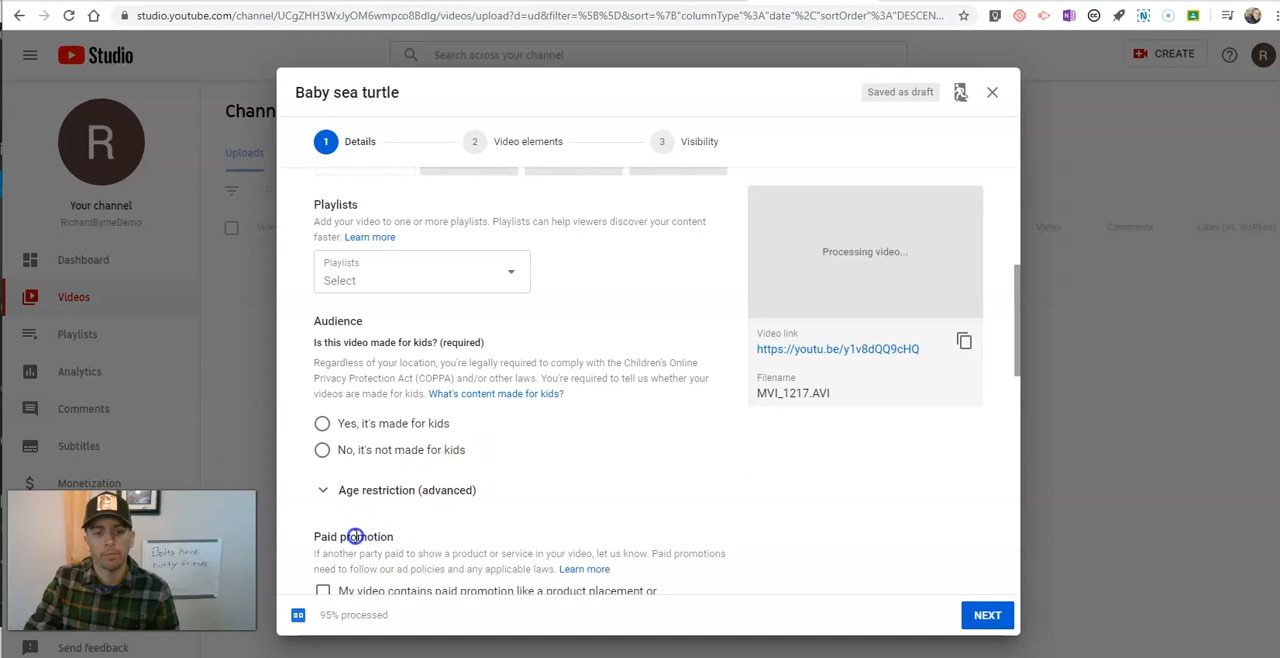 studio.youtube.com/channel/UCgZHH3WxJyOM6wmpco8Bdlg/videos/upload?d=ud&filter=%5B%5D&sort=%7B"columnType"%3A"date"%2C"sortOrder"%3A"DESCEN...
Studio
Search across your channel
CREATE
R
R
Your channel
RichardByrneDemo...
Dashboard
Videos
Playlists
Analytics
Comments
Subtitles
Monetization
Send feedback
Uploads
Views
Comments
Likes (vs. dislikes)
Baby sea turtle
Saved as draft
1 Details
2 Video elements
3 Visibility
Playlists
Add your video to one or more playlists. Playlists can help viewers discover your content
faster. Learn more
Playlists
Select
Audience
Is this video made for kids? (required)
Regardless of your location, you're legally required to comply with the Children's Online
Privacy Protection Act (COPPA) and/or other laws. You're required to tell us whether your
videos are made for kids. What's content made for kids?
Yes, it's made for kids
No, it's not made for kids
Age restriction (advanced)
Paid promotion
If another party paid to show a product or service in your video, let us know. Paid promotions
need to follow our ad policies and any applicable laws. Learn more
My video contains paid promotion like a product placement or
Processing video...
Video link
https://youtu.be/y1v8dQQ9cHQ
Filename
MVI_1217.AVI
95% processed
NEXT